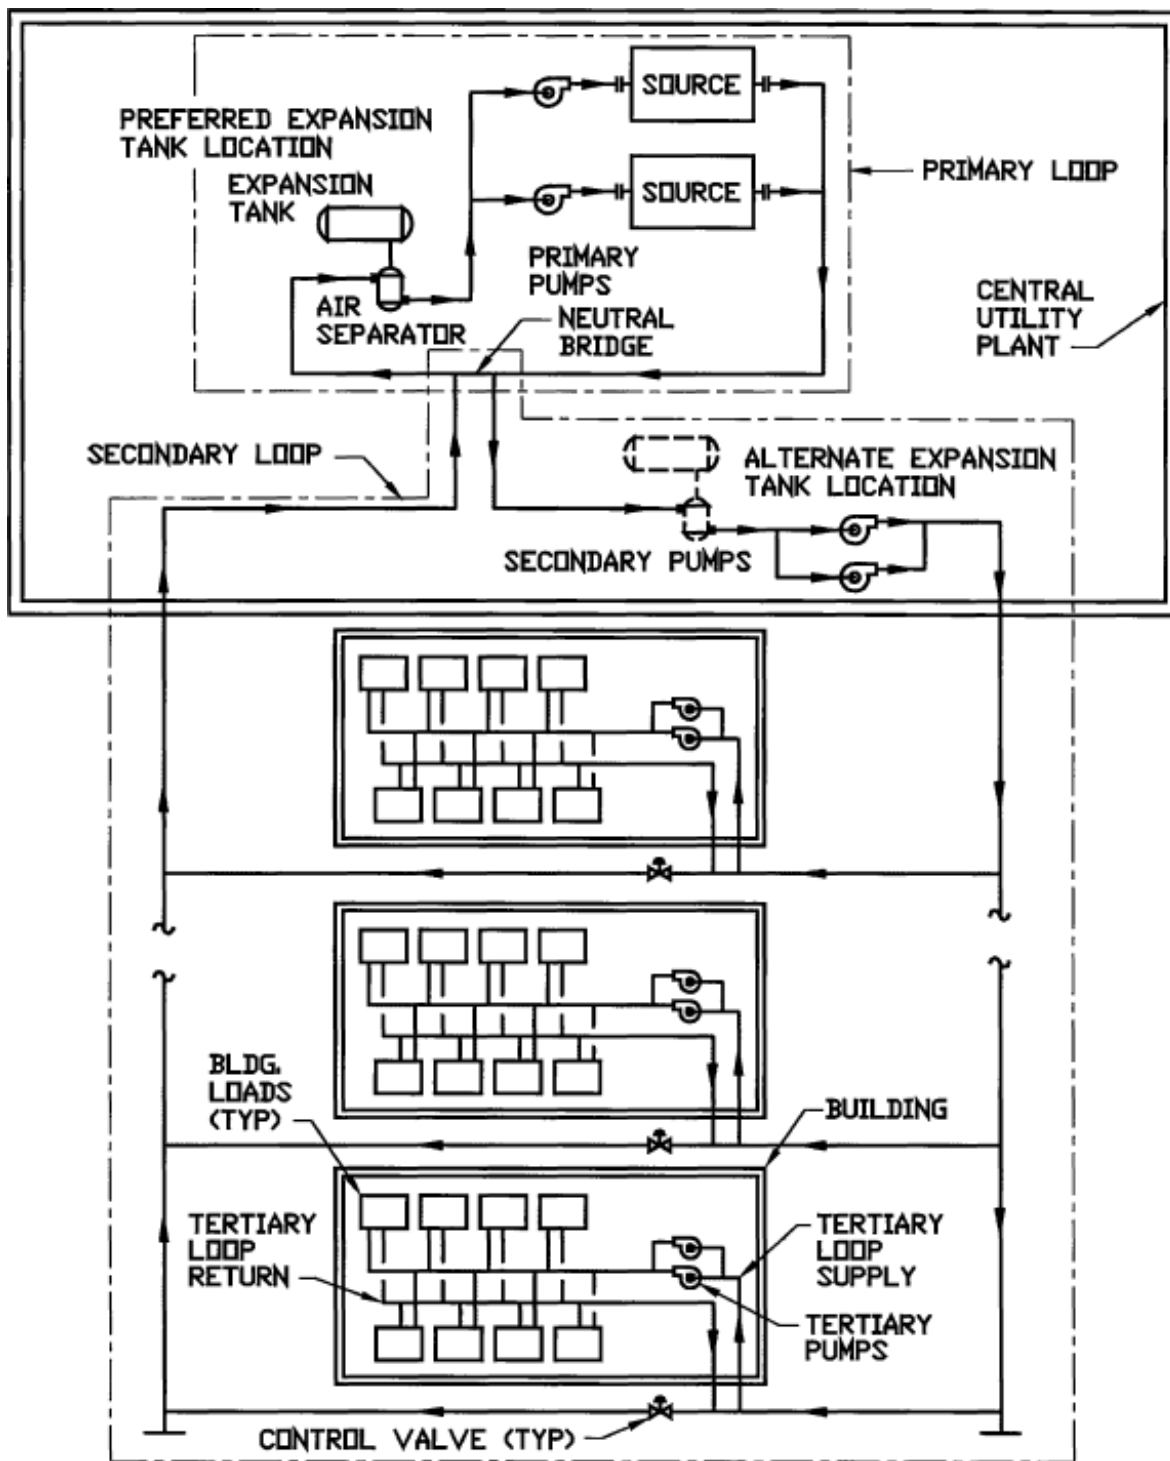 SOURCE
PREFERRED EXPANSION
TANK LOCATION
EXPANSION
TANK
SOURCE
PRIMARY LOOP
PRIMARY
PUMPS
AIR
SEPARATOR
NEUTRAL
BRIDGE
CENTRAL
UTILITY
PLANT
SECONDARY LOOP
ALTERNATE EXPANSION
TANK LOCATION
SECONDARY PUMPS
BLDG.
LOADS
(TYP)
BUILDING
TERTIARY
LOOP
RETURN
TERTIARY
LOOP
SUPPLY
TERTIARY
PUMPS
CONTROL VALVE (TYP)